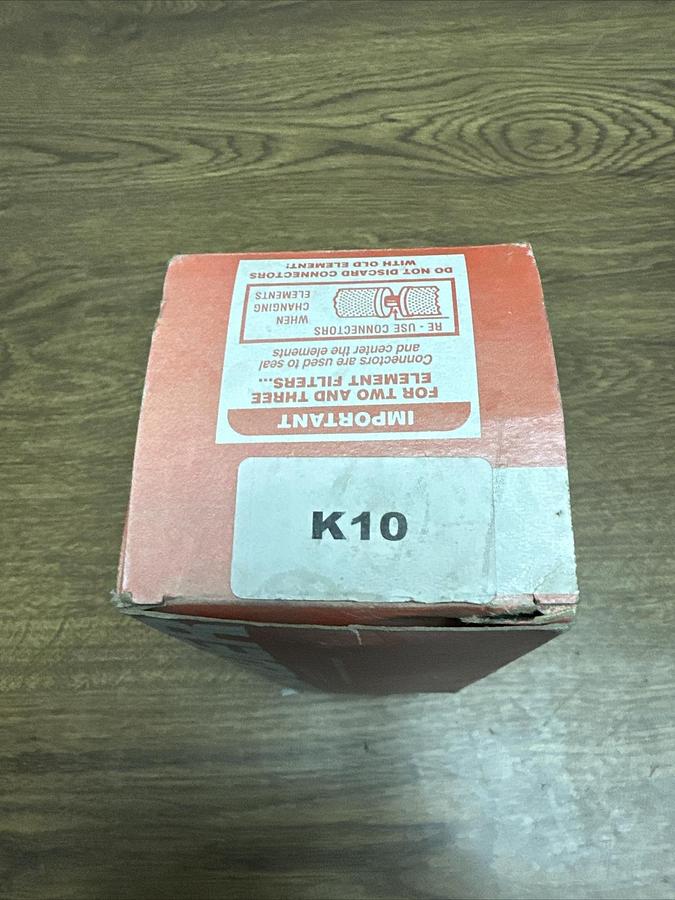 IMPORTANT
FOR TWO AND THREE
ELEMENT FILTERS...
Connectors are used to seal
and center the elements
RE - USE CONNECTORS
WHEN
CHANGING
ELEMENTS
DO NOT DISCARD CONNECTORS
WITH OLD ELEMENT!
K10